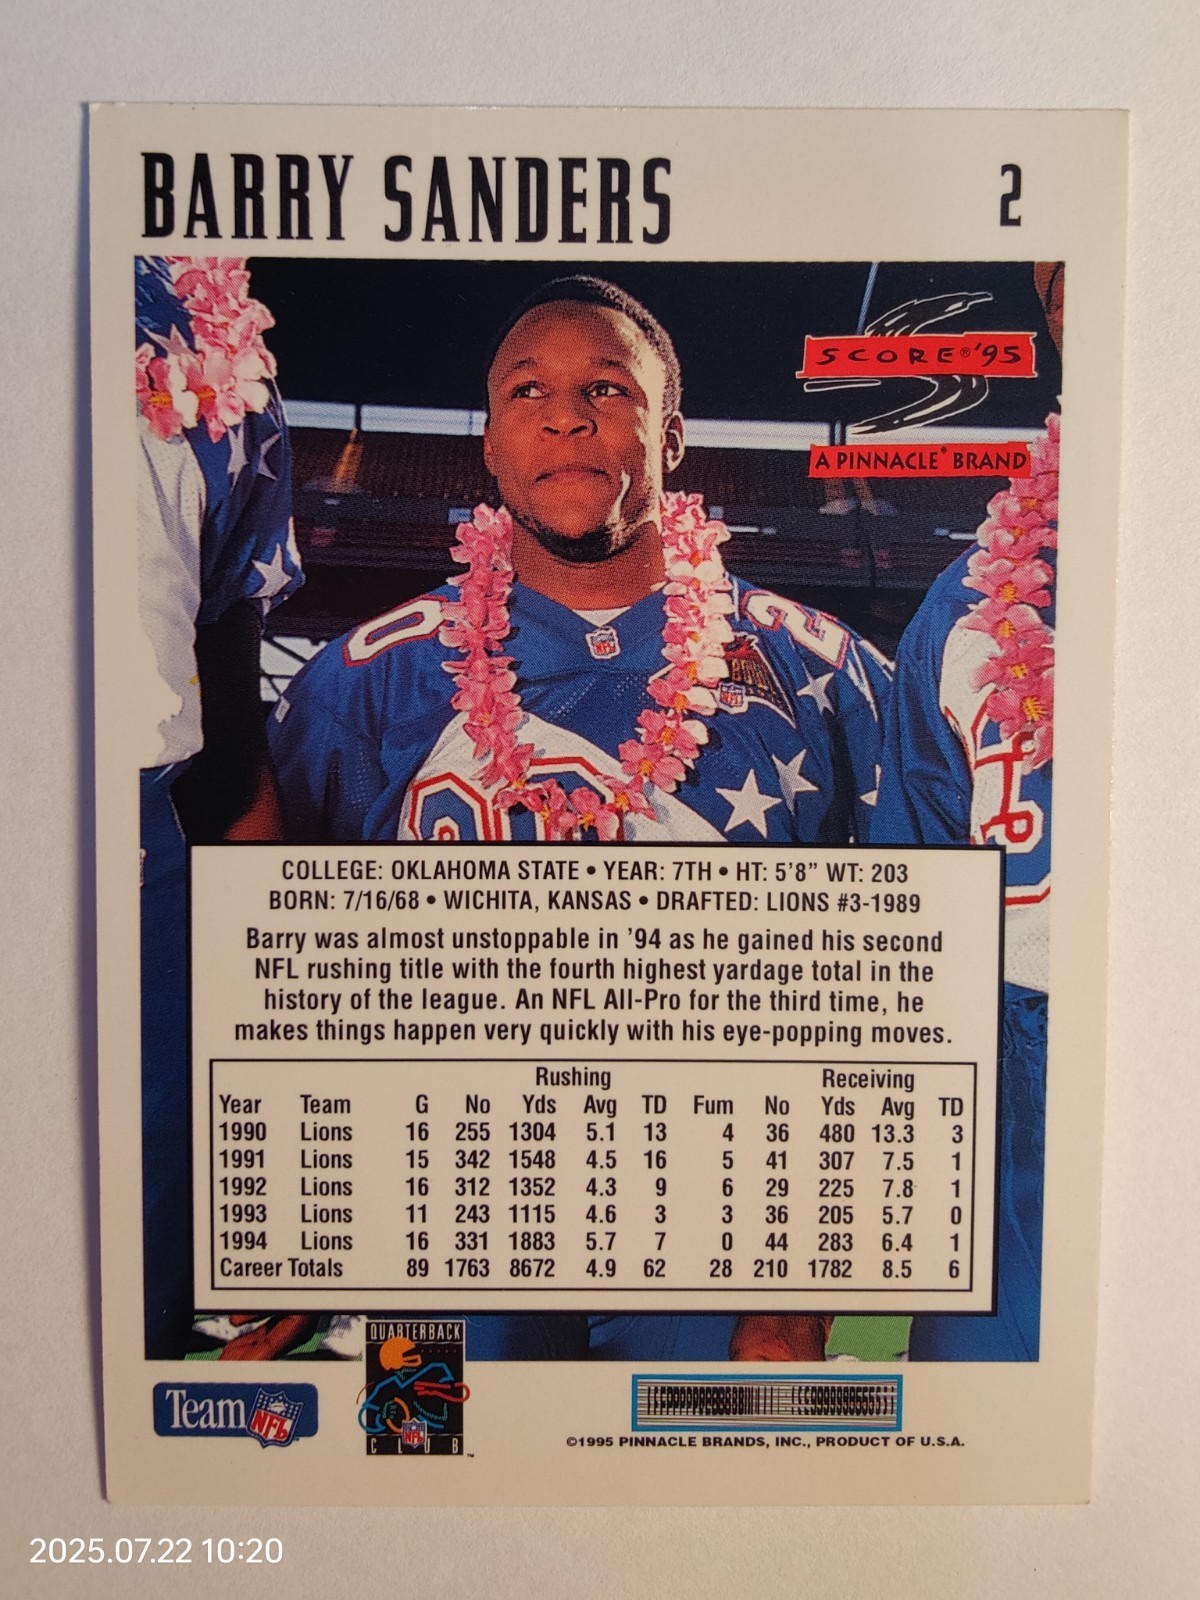 BARRY SANDERS 2
SCORE®'95
A PINNACLE® BRAND
20
20
20
NFL
NFL
COLLEGE: OKLAHOMA STATE • YEAR: 7TH • HT: 5'8" WT: 203
BORN: 7/16/68 • WICHITA, KANSAS • DRAFTED: LIONS #3-1989
Barry was almost unstoppable in '94 as he gained his second
NFL rushing title with the fourth highest yardage total in the
history of the league. An NFL All-Pro for the third time, he
makes things happen very quickly with his eye-popping moves.
Rushing Receiving
Year Team G No Yds Avg TD Fum No Yds Avg TD
1990 Lions 16 255 1304 5.1 13 4 36 480 13.3 3
1991 Lions 15 342 1548 4.5 16 5 41 307 7.5 1
1992 Lions 16 312 1352 4.3 9 6 29 225 7.8 1
1993 Lions 11 243 1115 4.6 3 3 36 205 5.7 0
1994 Lions 16 331 1883 5.7 7 0 44 283 6.4 1
Career Totals 89 1763 8672 4.9 62 28 210 1782 8.5 6
QUARTERBACK
Team NFL
NFL
CLUB™
©1995 PINNACLE BRANDS, INC., PRODUCT OF U.S.A.
2025.07.22 10:20